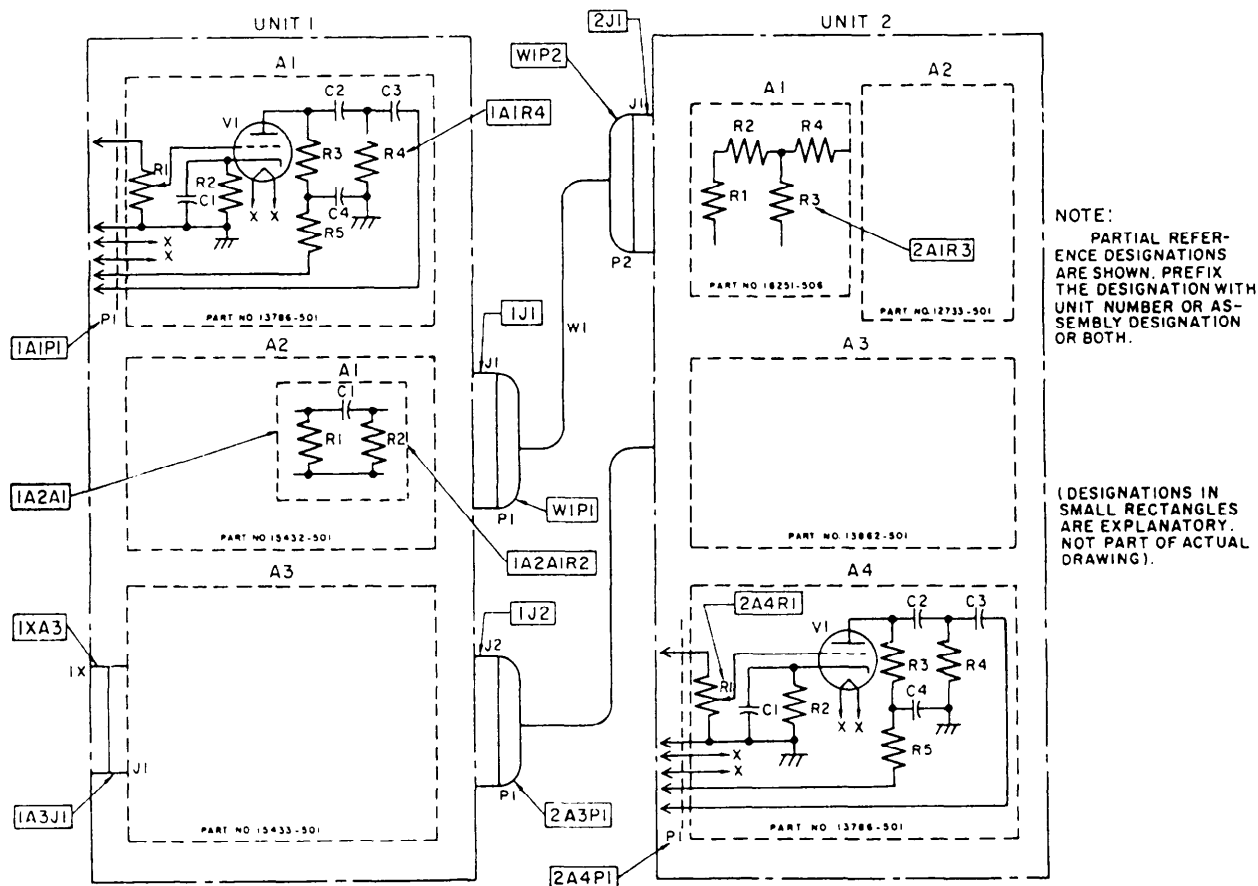 UNIT 1
A1
C2
C3
V1
1A1R4
R1
R2
C1
R3
R4
C4
R5
X X
X
X
PART NO 13786-501
P1
1A1P1
A2
A1
C1
R1
R2
1A2A1
PART NO. 15432-501
1A2A1R2
A3
1XA3
1X
J1
1A3J1
PART NO 15433-501
1J1
J1
P1
W1P1
W1
1J2
J2
P1
2A3P1
W1P2
2J1
J1
P2
UNIT 2
A1
R2
R4
R1
R3
2A1R3
PART NO 16251-506
A2
PART NO. 12733-501
A3
PART NO. 13862-501
A4
2A4R1
C2
C3
V1
R1
C1
R2
R3
R4
C4
R5
X X
X
X
PART NO. 13786-501
P1
2A4P1
NOTE:
PARTIAL REFER-
ENCE DESIGNATIONS
ARE SHOWN. PREFIX
THE DESIGNATION WITH
UNIT NUMBER OR AS-
SEMBLY DESIGNATION
OR BOTH.
(DESIGNATIONS IN
SMALL RECTANGLES
ARE EXPLANATORY.
NOT PART OF ACTUAL
DRAWING).